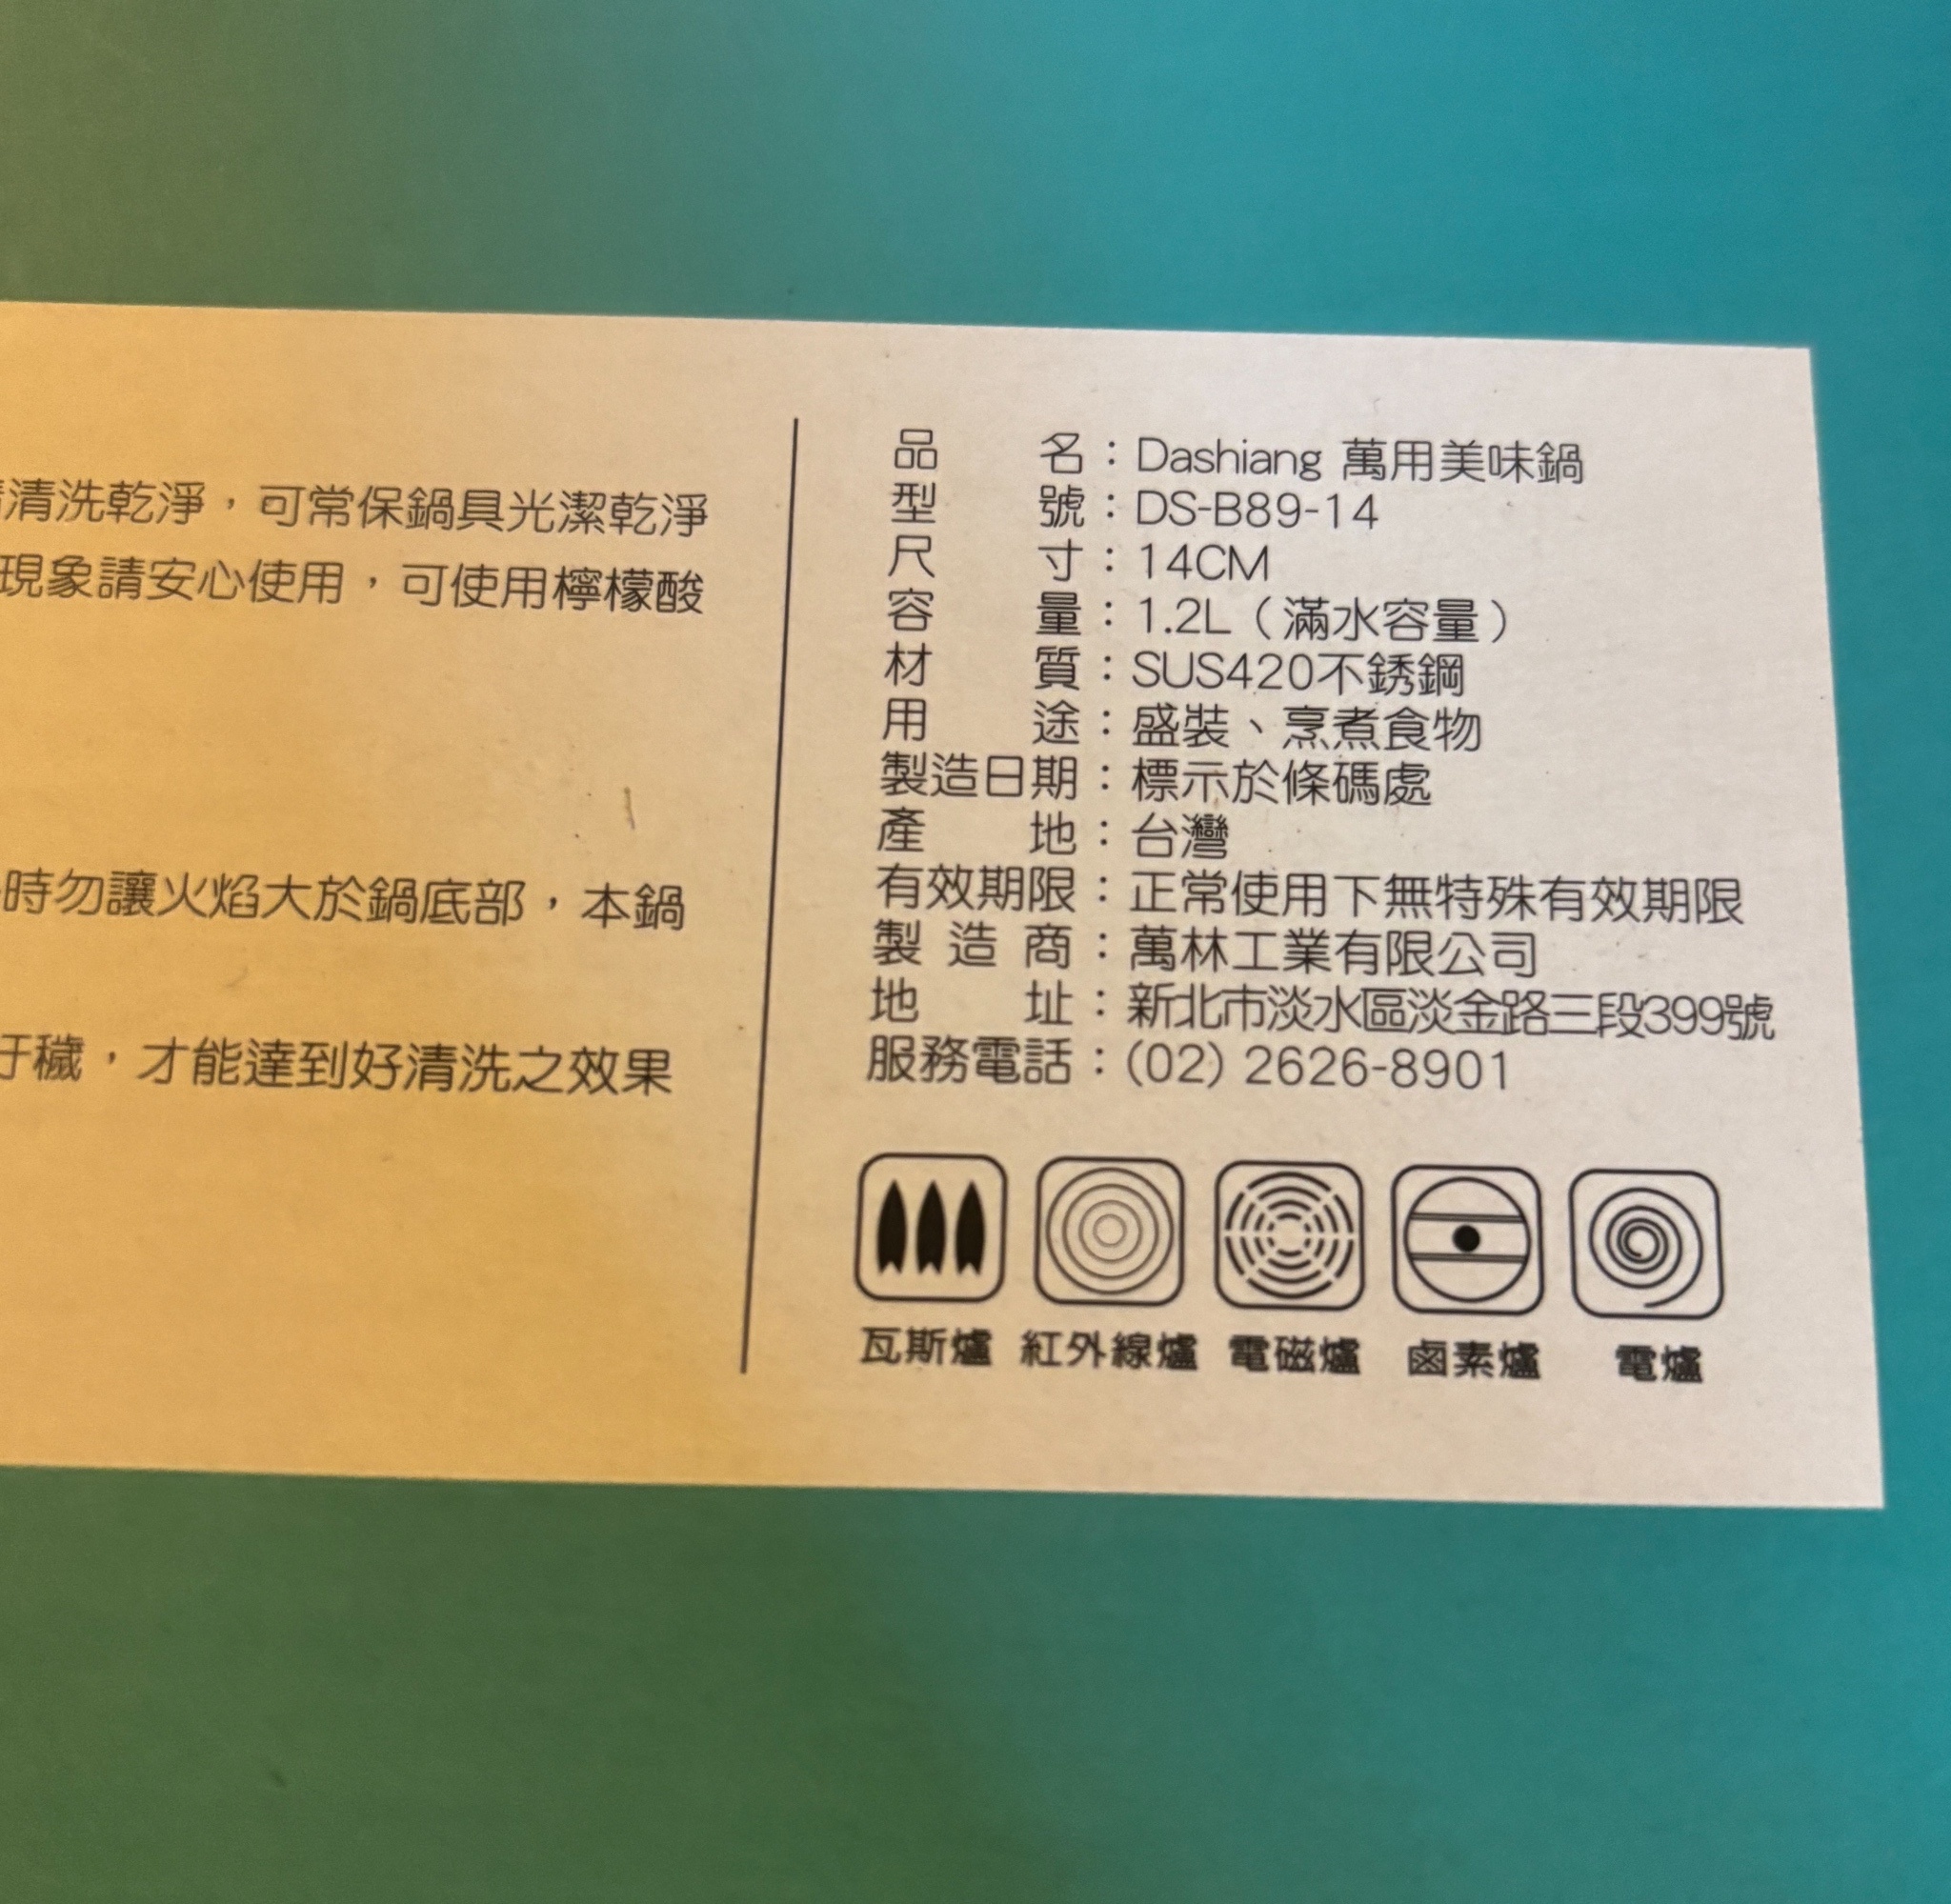 清洗乾淨，可常保鍋具光潔乾淨
現象請安心使用，可使用檸檬酸
時勿讓火焰大於鍋底部，本鍋
汙穢，才能達到好清洗之效果
品名：Dashiang 萬用美味鍋
型號：DS-B89-14
尺寸：14CM
容量：1.2L（滿水容量）
材質：SUS420不銹鋼
用途：盛裝、烹煮食物
製造日期：標示於條碼處
產地：台灣
有效期限：正常使用下無特殊有效期限
製造商：萬林工業有限公司
地址：新北市淡水區淡金路三段399號
服務電話：(02) 2626-8901
瓦斯爐 紅外線爐 電磁爐 鹵素爐 電爐